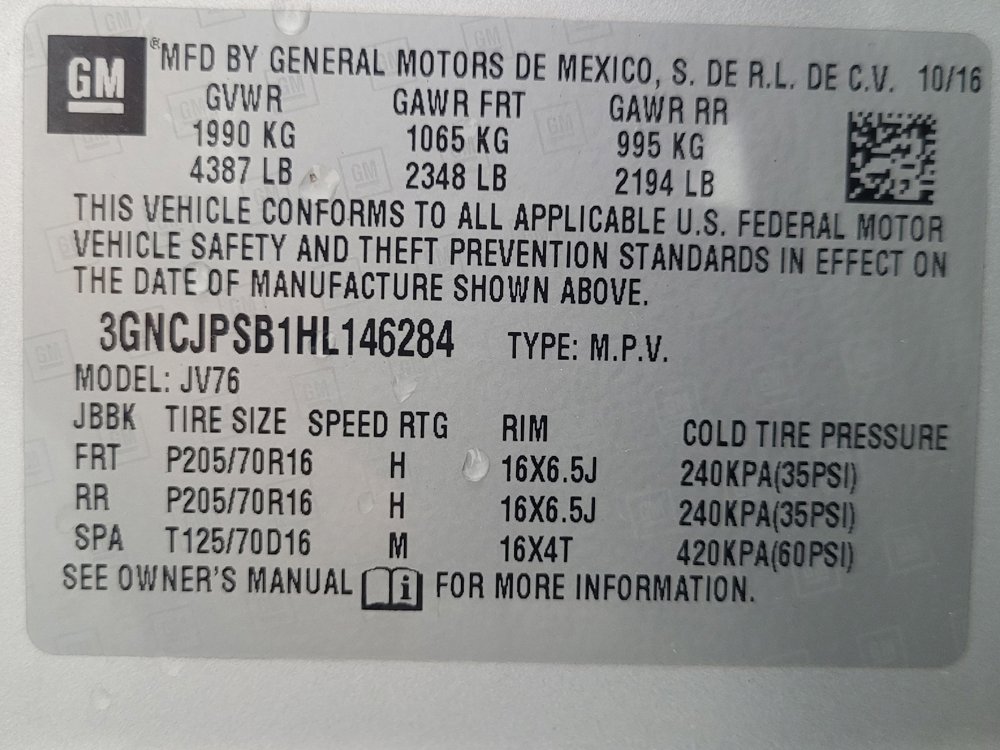 GM ®MFD BY GENERAL MOTORS DE MEXICO, S. DE R.L. DE C.V. 10/16
GVWR GAWR FRT GAWR RR
1990 KG 1065 KG 995 KG
4387 LB 2348 LB 2194 LB
THIS VEHICLE CONFORMS TO ALL APPLICABLE U.S. FEDERAL MOTOR
VEHICLE SAFETY AND THEFT PREVENTION STANDARDS IN EFFECT ON
THE DATE OF MANUFACTURE SHOWN ABOVE.
3GNCJPSB1HL146284 TYPE: M.P.V.
MODEL: JV76
JBBK TIRE SIZE SPEED RTG RIM COLD TIRE PRESSURE
FRT P205/70R16 H 16X6.5J 240KPA(35PSI)
RR P205/70R16 H 16X6.5J 240KPA(35PSI)
SPA T125/70D16 M 16X4T 420KPA(60PSI)
SEE OWNER'S MANUAL i FOR MORE INFORMATION.